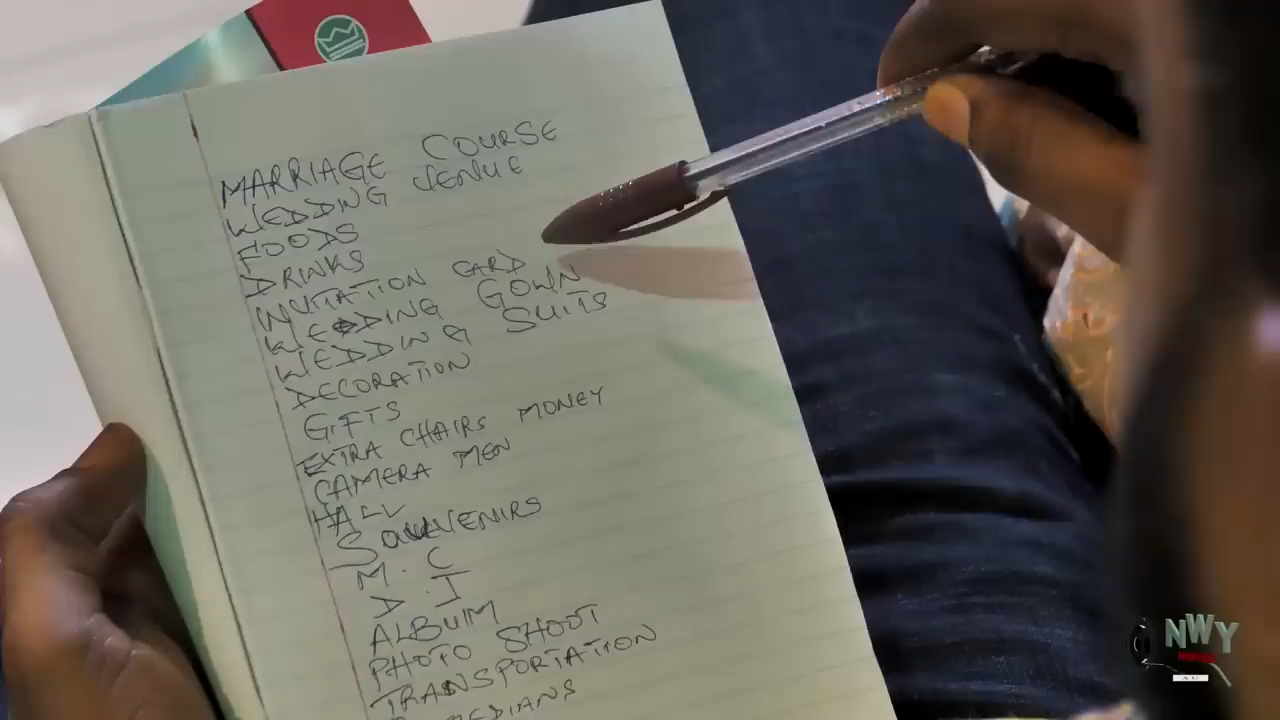 MARRIAGE COURSE
WEDDING VENUE
FOODS
DRINKS
INVITATION CARD
WEDDING GOWN
WEDDING SUITS
DECORATION
GIFTS
EXTRA CHAIRS MONEY
CAMERA MEN
HALL
SOUVENIRS
M.C
D.J
ALBUM
PHOTO SHOOT
TRANSPORTATION
NWY